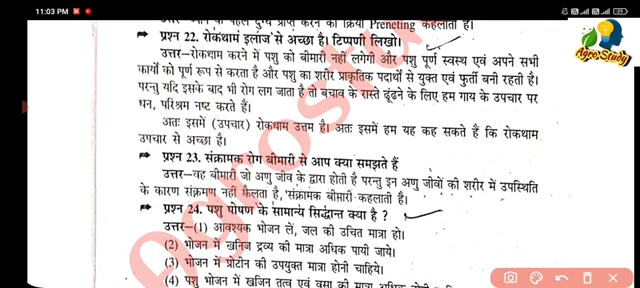 11:03 PM
Agro Study
उत्तर— आने के पहले दुग्ध प्राप्त करने की क्रिया Preneting कहलाती है।
➡ प्रश्न 22. रोकथाम इलाज से अच्छा है। टिप्पणी लिखो।
उत्तर—रोकथाम करने में पशु को बीमारी नहीं लगेगी और पशु पूर्ण स्वस्थ एवं अपने सभी
कार्यो को पूर्ण रूप से करता है और पशु का शरीर प्राकृतिक पदार्थो से युक्त एवं फुर्ती बनी रहती है।
परन्तु यदि इसके बाद भी रोग लग जाता है तो बचाव के रास्ते ढूंढने के लिए हम गाय के उपचार पर
धन, परिश्रम नष्ट करते हैं।
अतः इसमें (उपचार) रोकथाम उत्तम है। अतः इसमें हम यह कह सकते हैं कि रोकथाम
उपचार से अच्छा है।
➡ प्रश्न 23. संक्रामक रोग बीमारी से आप क्या समझते हैं
उत्तर—वह बीमारी जो अणु जीव के द्वारा होती है परन्तु इन अणु जीवों की शरीर में उपस्थिति
के कारण संक्रमण नहीं फैलता है, संक्रामक बीमारी कहलाती है।
➡ प्रश्न 24. पशु पोषण के सामान्य सिद्धान्त क्या है ?
उत्तर—(1) आवश्यक भोजन लें, जल की उचित मात्रा हो।
(2) भोजन में खनिज द्रव्य की मात्रा अधिक पायी जाये।
(3) भोजन में प्रोटीन की उपयुक्त मात्रा होनी चाहिये।
(4) पशु भोजन में खजिन तत्व एवं वसा की मात्रा अधिक